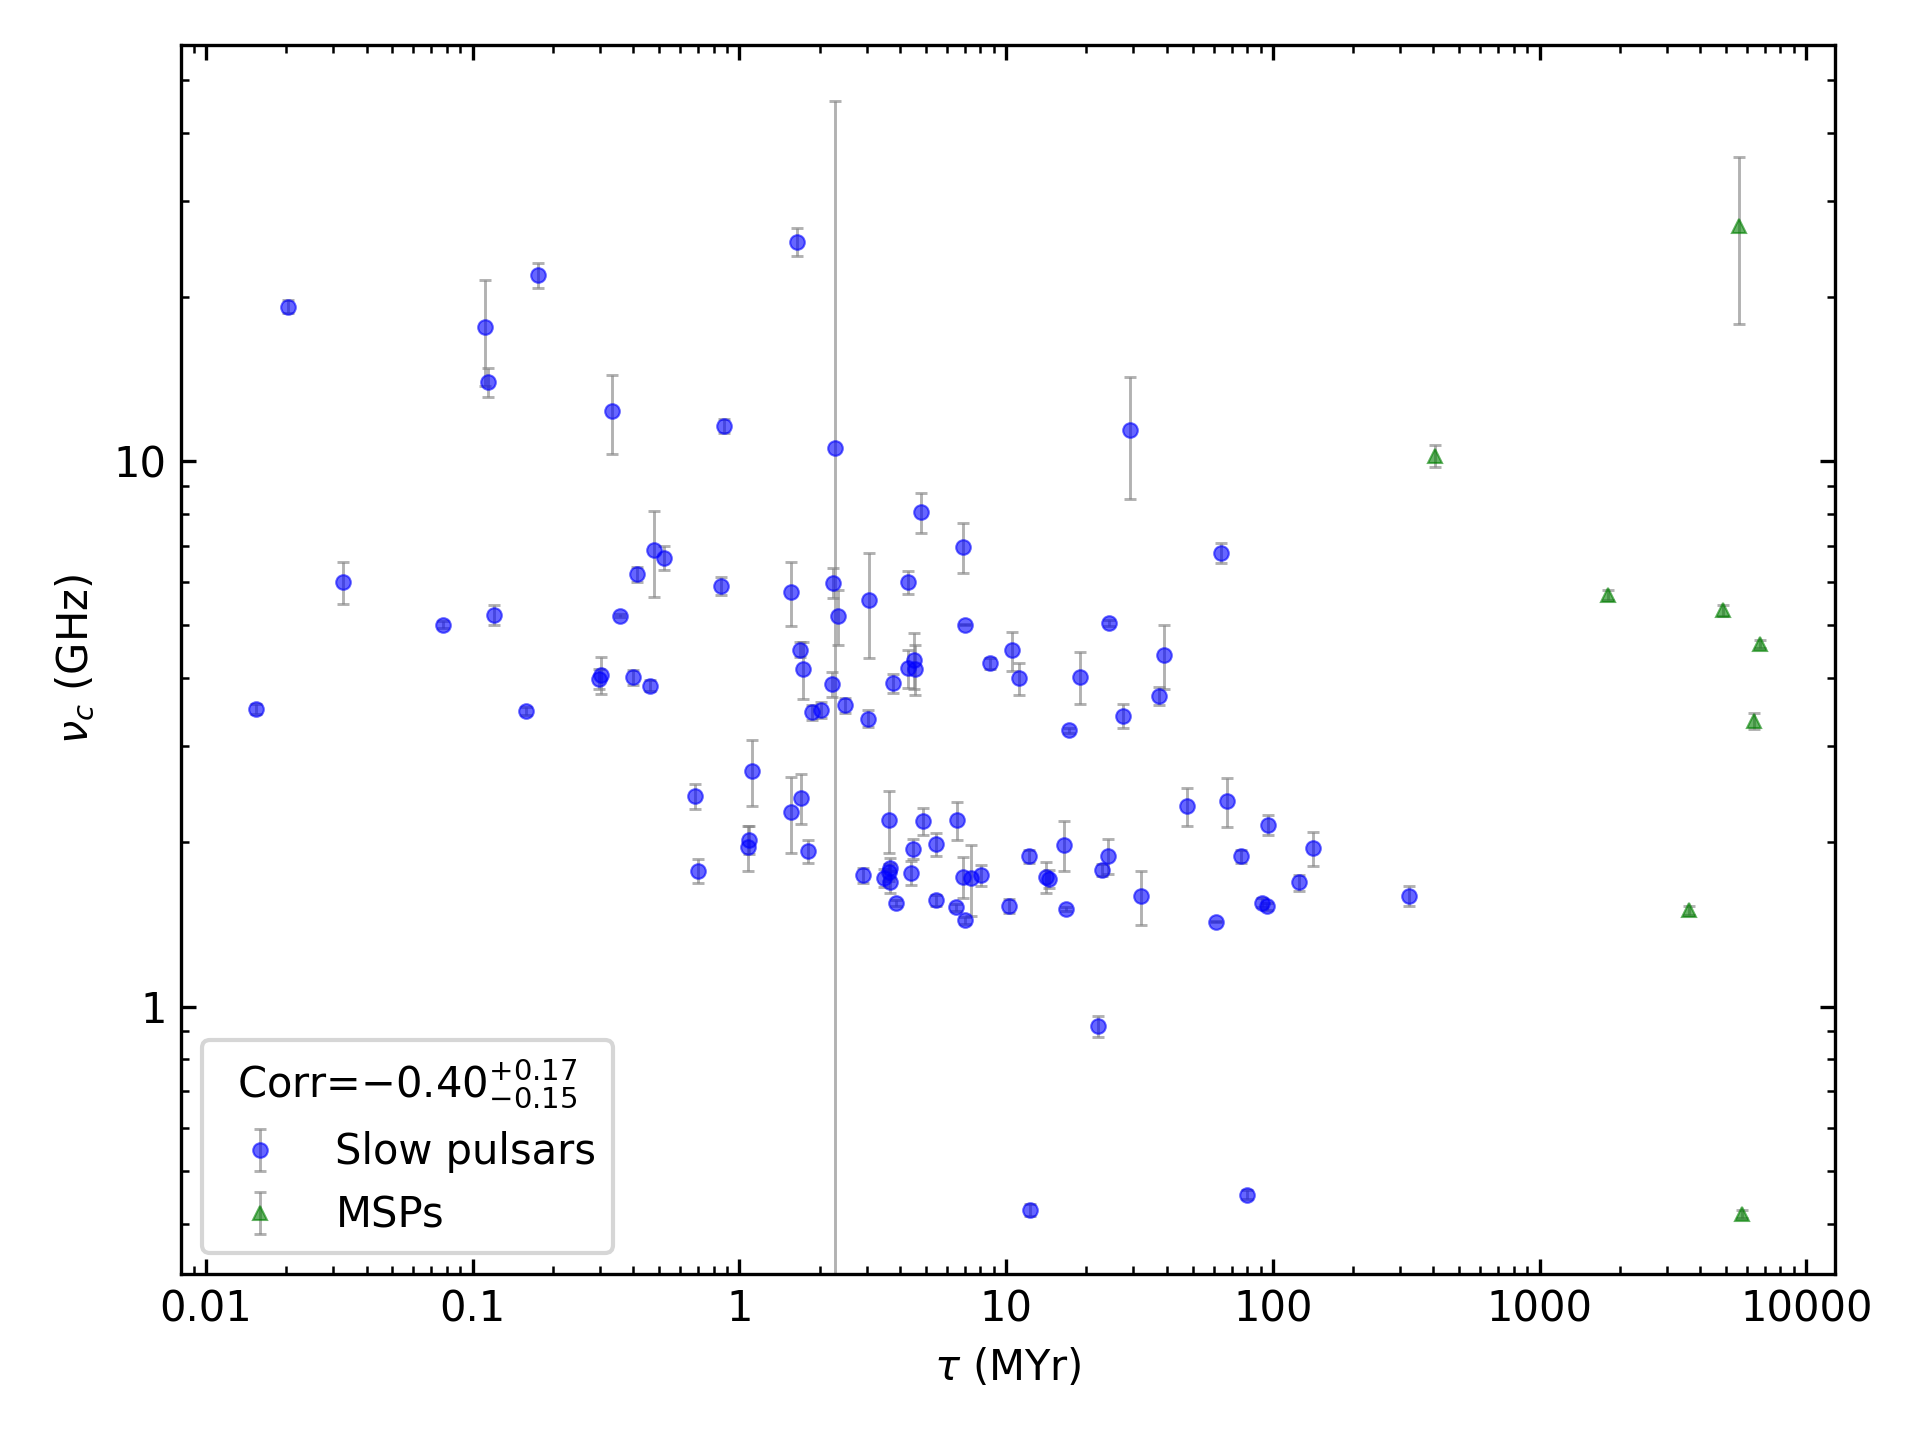 10
1
ν_c (GHz)
Corr=−0.40^{+0.17}_{−0.15}
Slow pulsars
MSPs
0.01 0.1 1 10 100 1000 10000
τ (MYr)